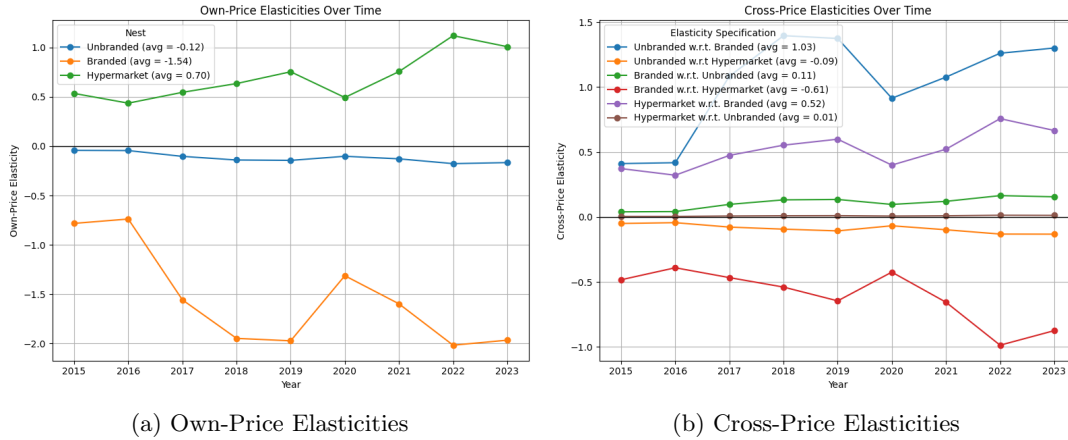 Own-Price Elasticities Over Time
Nest
Unbranded (avg = -0.12)
Branded (avg = -1.54)
Hypermarket (avg = 0.70)
1.0
0.5
0.0
−0.5
−1.0
−1.5
−2.0
Own-Price Elasticity
2015 2016 2017 2018 2019 2020 2021 2022 2023
Year
(a) Own-Price Elasticities
Cross-Price Elasticities Over Time
Elasticity Specification
Unbranded w.r.t. Branded (avg = 1.03)
Unbranded w.r.t Hypermarket (avg = -0.09)
Branded w.r.t. Unbranded (avg = 0.11)
Branded w.r.t. Hypermarket (avg = -0.61)
Hypermarket w.r.t. Branded (avg = 0.52)
Hypermarket w.r.t. Unbranded (avg = 0.01)
1.5
1.0
0.5
0.0
−0.5
−1.0
Cross-Price Elasticity
2015 2016 2017 2018 2019 2020 2021 2022 2023
Year
(b) Cross-Price Elasticities